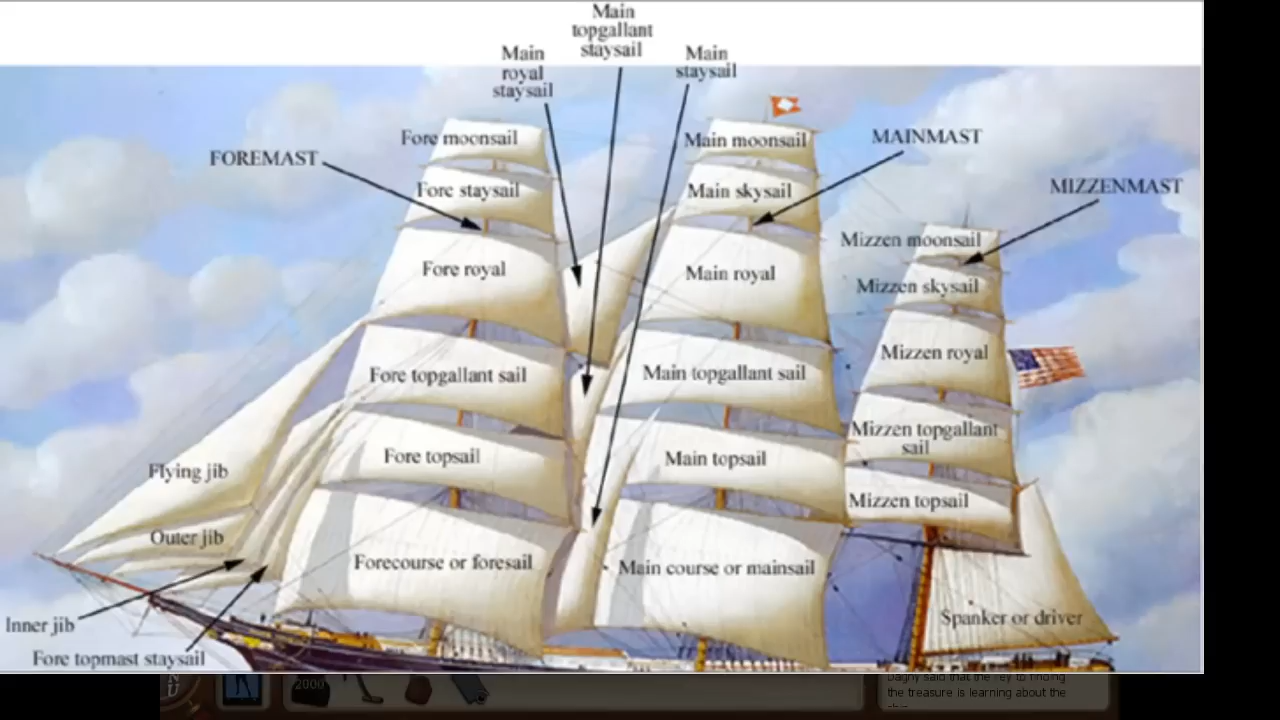 Main
topgallant
staysail
Main
royal
staysail
Main
staysail
Fore moonsail
Main moonsail
MAINMAST
FOREMAST
Fore staysail
Main skysail
MIZZENMAST
Mizzen moonsail
Fore royal
Main royal
Mizzen skysail
Mizzen royal
Fore topgallant sail
Main topgallant sail
Mizzen topgallant
sail
Fore topsail
Main topsail
Flying jib
Mizzen topsail
Outer jib
Forecourse or foresail
Main course or mainsail
Inner jib
Spanker or driver
Fore topmast staysail
NU
2000
Dagny said that the key to finding
the treasure is learning about the